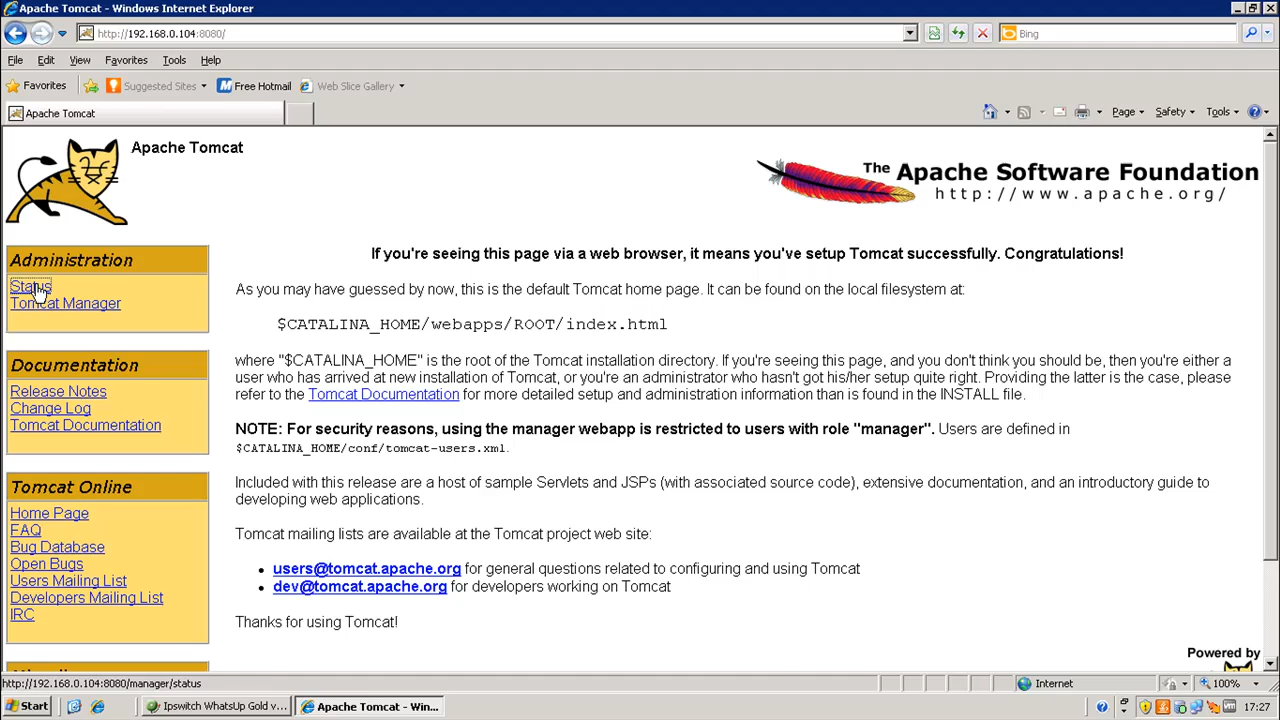 Apache Tomcat - Windows Internet Explorer
http://192.168.0.104:8080/
Bing
File Edit View Favorites Tools Help
Favorites Suggested Sites Free Hotmail Web Slice Gallery
Apache Tomcat
Page Safety Tools
Apache Tomcat
The Apache Software Foundation
http://www.apache.org/
Administration
Status
Tomcat Manager
Documentation
Release Notes
Change Log
Tomcat Documentation
Tomcat Online
Home Page
FAQ
Bug Database
Open Bugs
Users Mailing List
Developers Mailing List
IRC
If you're seeing this page via a web browser, it means you've setup Tomcat successfully. Congratulations!
As you may have guessed by now, this is the default Tomcat home page. It can be found on the local filesystem at:
$CATALINA_HOME/webapps/ROOT/index.html
where "$CATALINA_HOME" is the root of the Tomcat installation directory. If you're seeing this page, and you don't think you should be, then you're either a
user who has arrived at new installation of Tomcat, or you're an administrator who hasn't got his/her setup quite right. Providing the latter is the case, please
refer to the Tomcat Documentation for more detailed setup and administration information than is found in the INSTALL file.
NOTE: For security reasons, using the manager webapp is restricted to users with role "manager". Users are defined in
$CATALINA_HOME/conf/tomcat-users.xml.
Included with this release are a host of sample Servlets and JSPs (with associated source code), extensive documentation, and an introductory guide to
developing web applications.
Tomcat mailing lists are available at the Tomcat project web site:
users@tomcat.apache.org for general questions related to configuring and using Tomcat
dev@tomcat.apache.org for developers working on Tomcat
Thanks for using Tomcat!
Powered by
http://192.168.0.104:8080/manager/status
Internet
100%
Start
Ipswitch WhatsUp Gold v...
Apache Tomcat - Win...
17:27